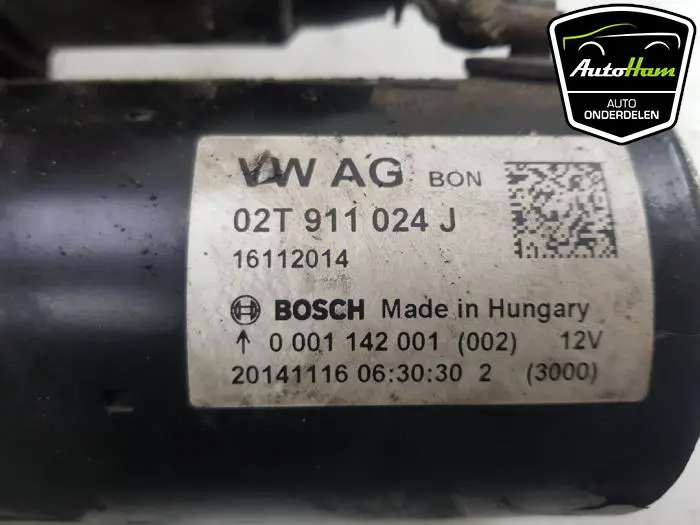 AutoHam
AUTO
ONDERDELEN
VW AG BON
02T 911 024 J
16112014
BOSCH Made in Hungary
↑ 0 001 142 001 (002) 12V
20141116 06:30:30 2 (3000)